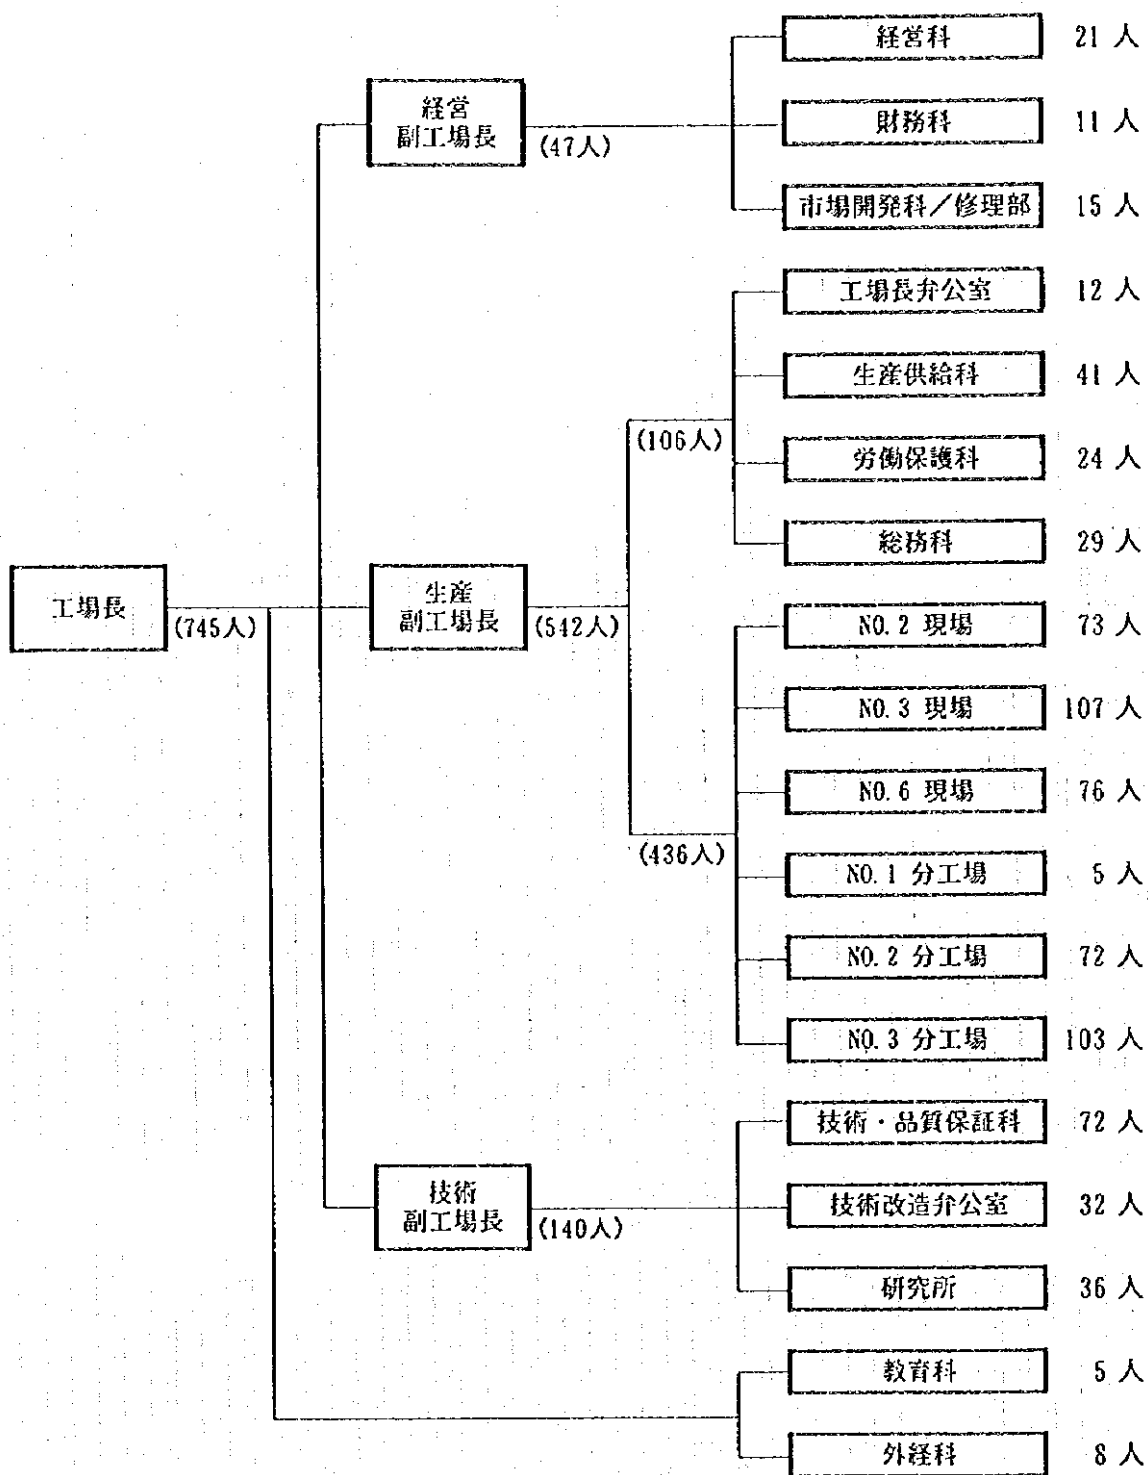 経営科 21 人
経営
副工場長
(47人)
財務科 11 人
市場開発科／修理部 15 人
工場長弁公室 12 人
生産供給科 41 人
(106人)
労働保護科 24 人
総務科 29 人
工場長
(745人)
生産
副工場長
(542人)
NO. 2 現場 73 人
NO. 3 現場 107 人
NO. 6 現場 76 人
(436人)
NO. 1 分工場 5 人
NO. 2 分工場 72 人
NO. 3 分工場 103 人
技術・品質保証科 72 人
技術
副工場長
(140人)
技術改造弁公室 32 人
研究所 36 人
教育科 5 人
外経科 8 人